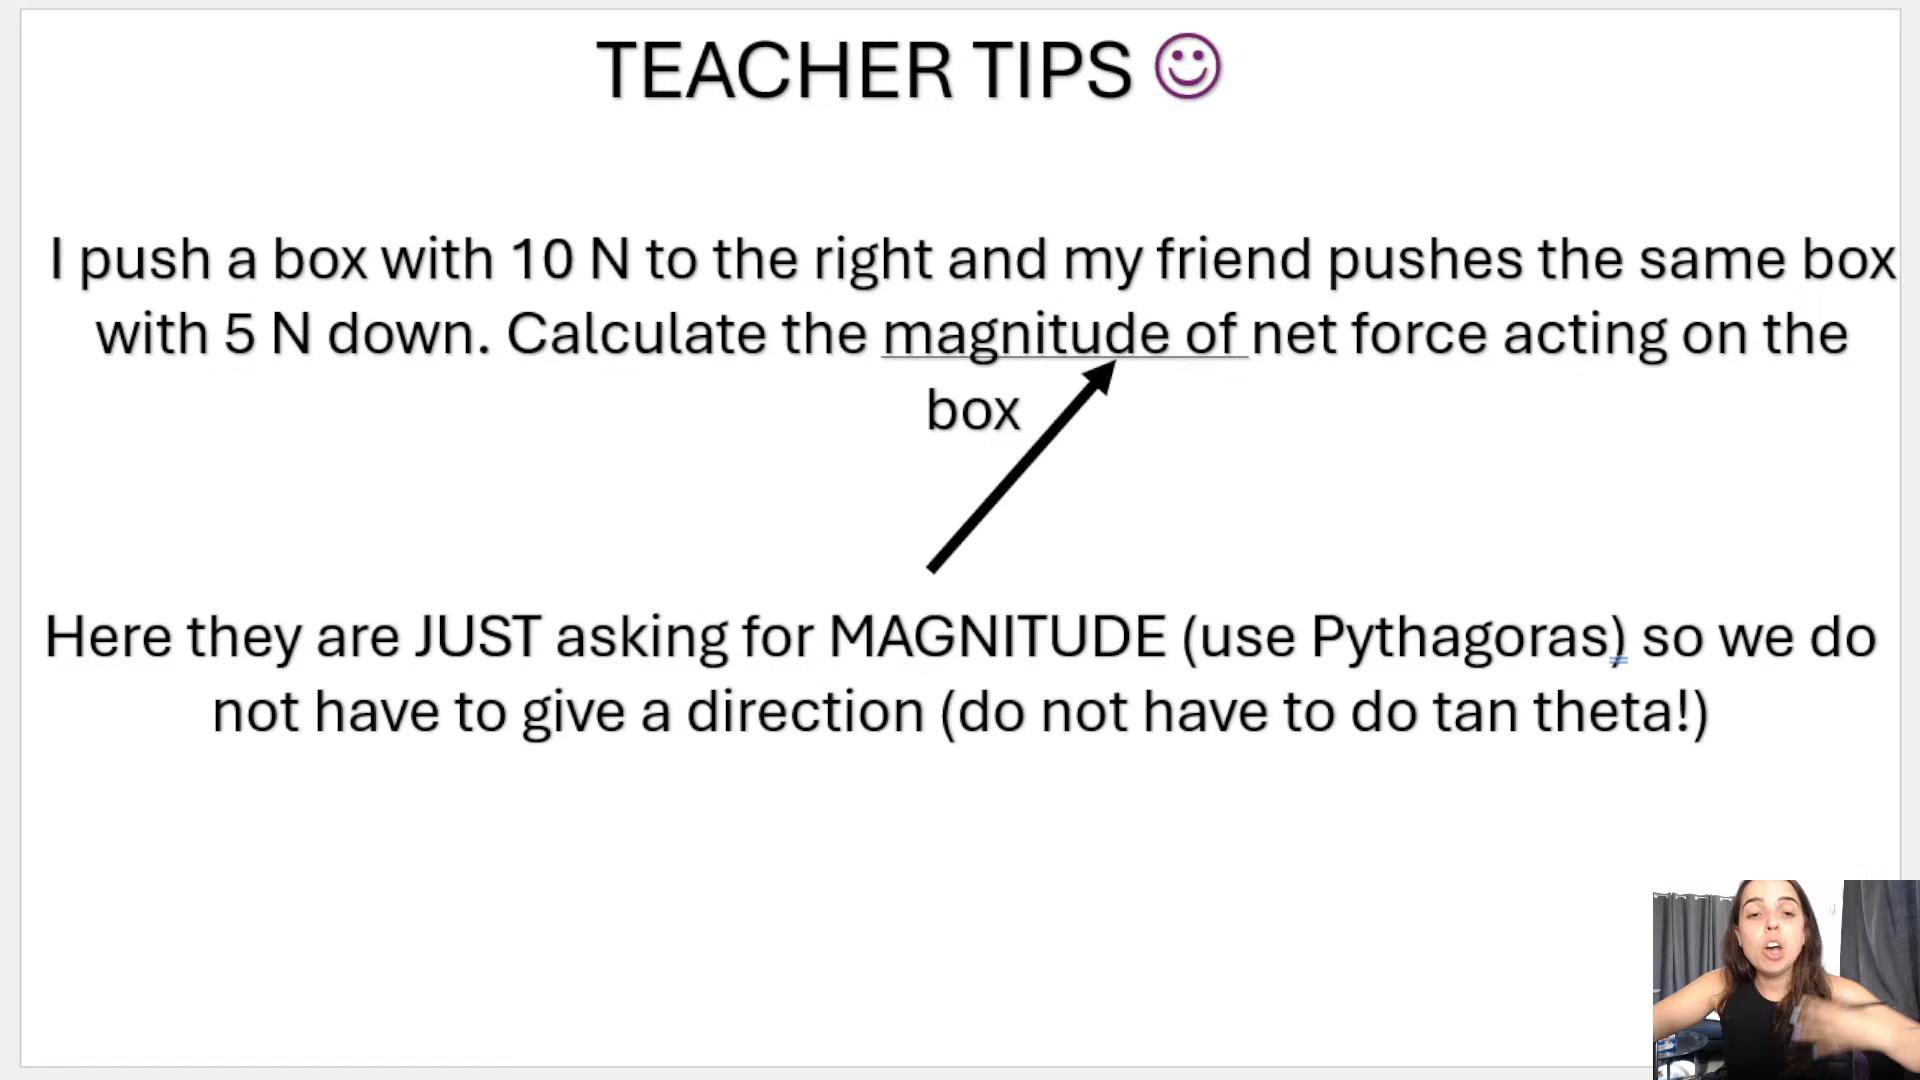 TEACHER TIPS ☺
I push a box with 10 N to the right and my friend pushes the same box
with 5 N down. Calculate the magnitude of net force acting on the
box
Here they are JUST asking for MAGNITUDE (use Pythagoras) so we do
not have to give a direction (do not have to do tan theta!)